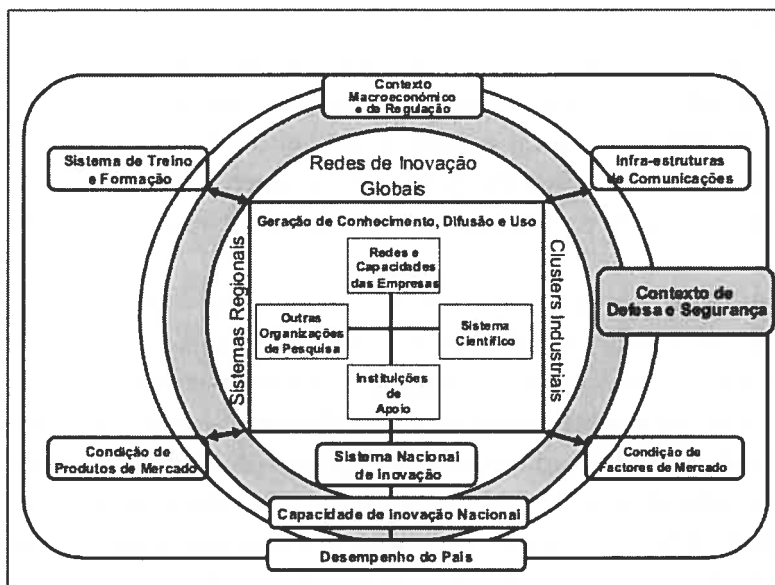 Contexto
Macroeconómico
e de Regulação
Sistema de Treino
e Formação
Redes de Inovação
Globais
Infra-estruturas
de Comunicações
Geração de Conhecimento, Difusão e Uso
Sistemas Regionais
Clusters Industriais
Redes e
Capacidades
das Empresas
Contexto de
Defesa e Segurança
Outras
Organizações
de Pesquisa
Sistema
Científico
Instituições
de
Apoio
Condição de
Produtos de Mercado
Sistema Nacional
de inovação
Condição de
Factores de Mercado
Capacidade de Inovação Nacional
Desempenho do País